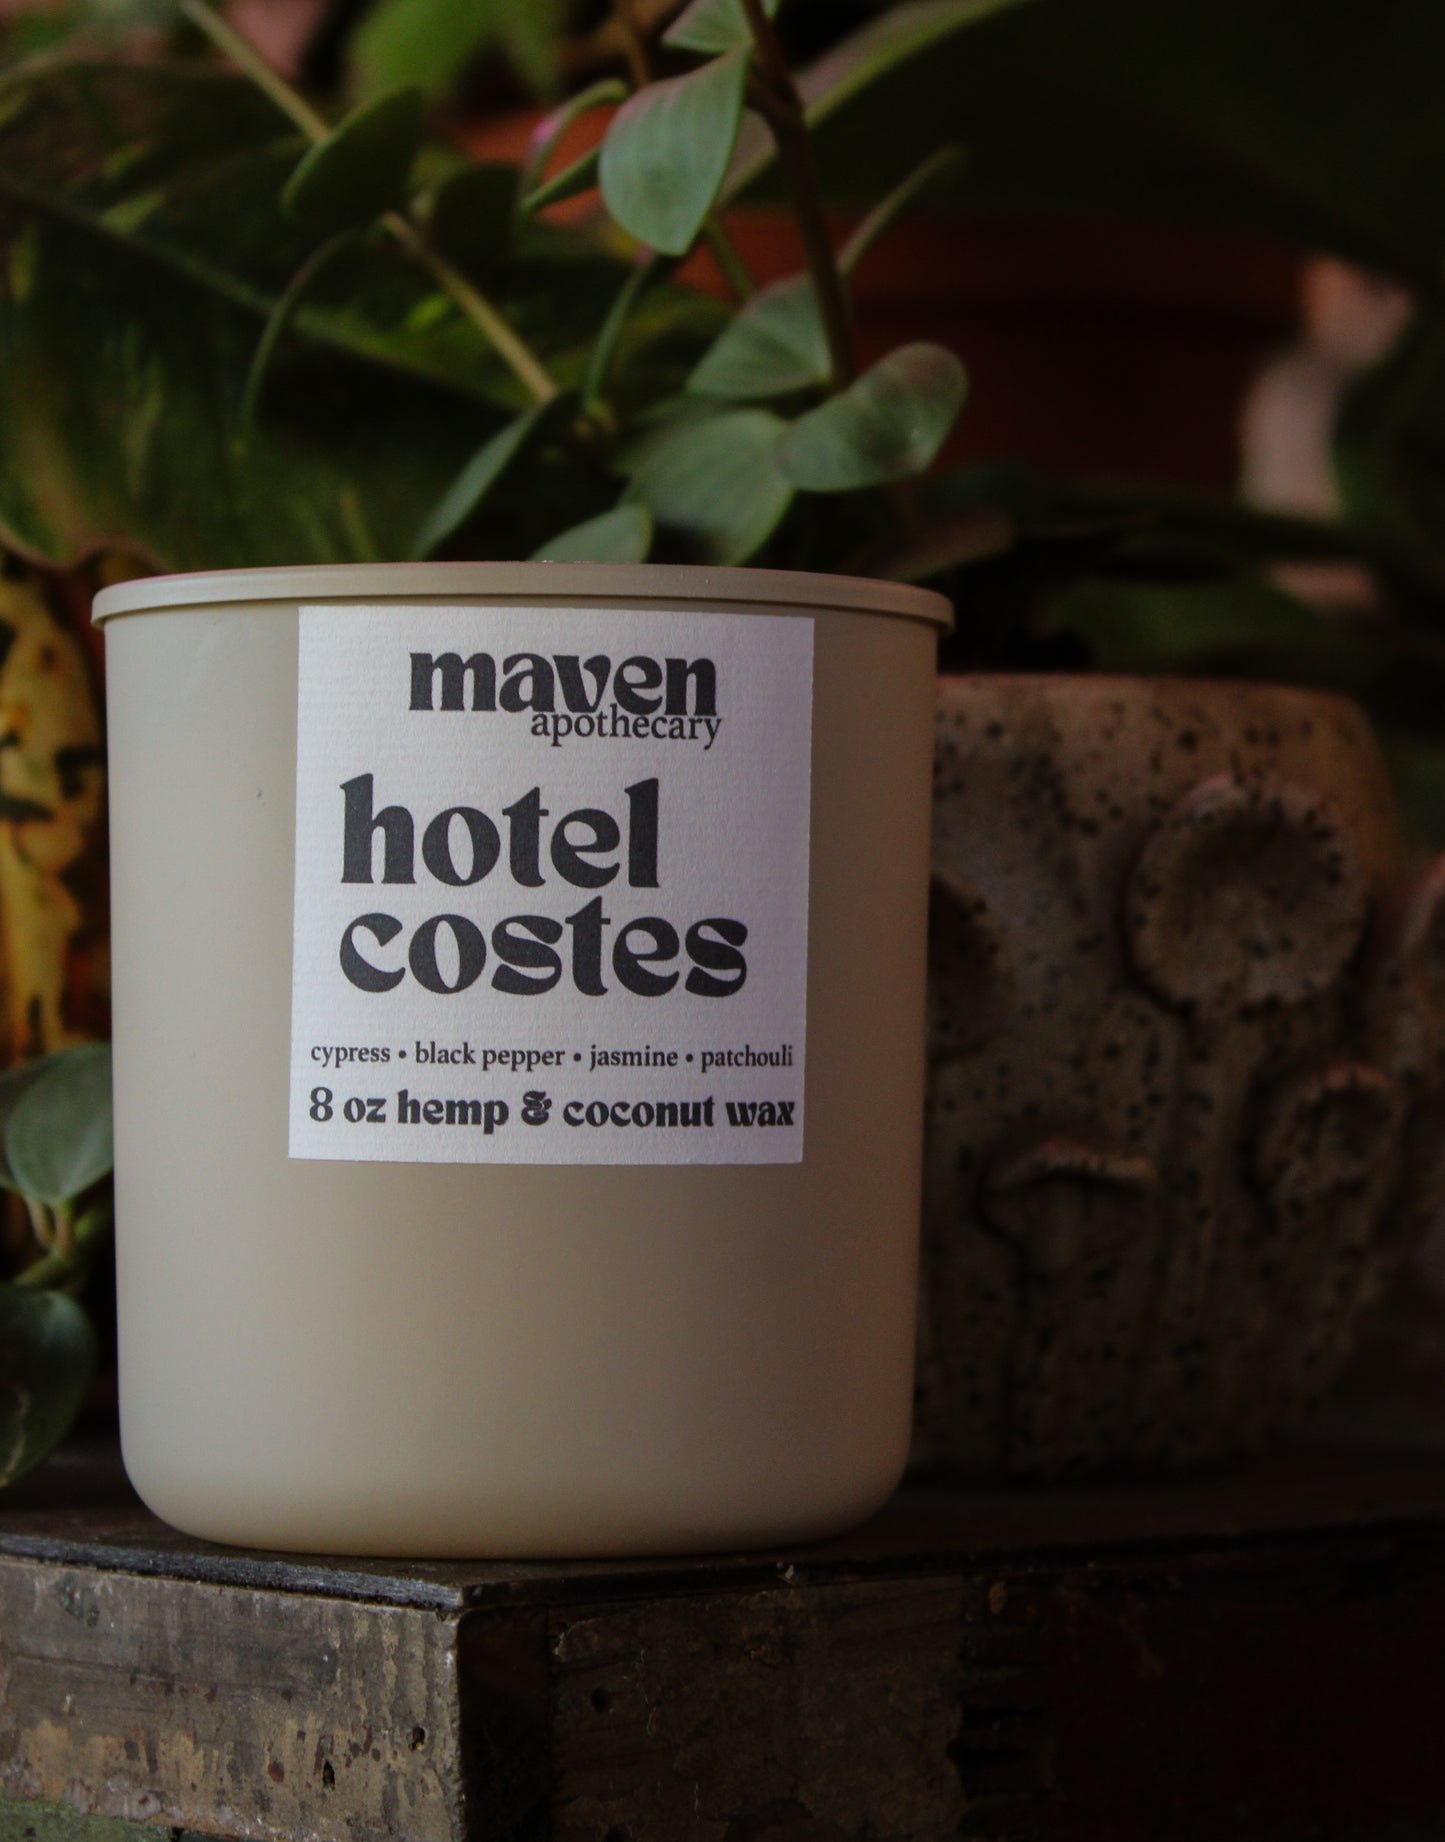 maven
apothecary
hotel
costes
cypress • black pepper • jasmine • patchouli
8 oz hemp & coconut wax